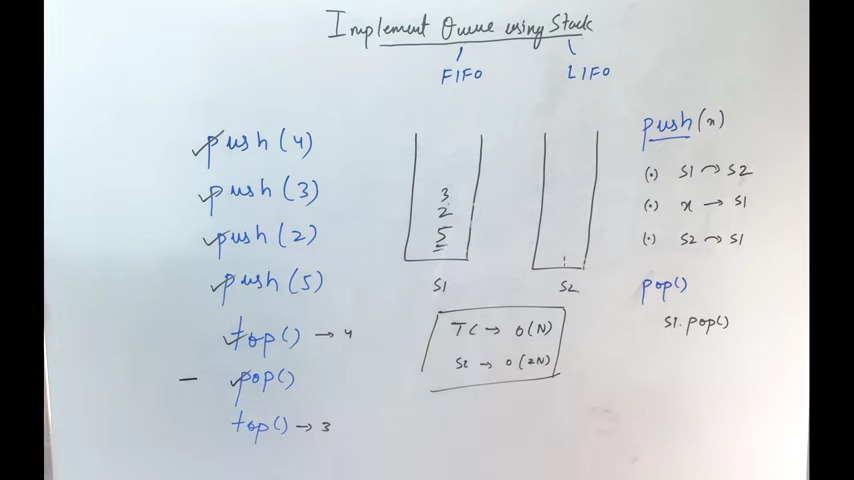 Implement Queue using Stack
FIFO
LIFO
push(4)
push(3)
push(2)
push(5)
top() → 4
pop()
top() → 3
3
2
5
S1
S2
TC → O(N)
SC → O(2N)
push(x)
(•) S1 ↷ S2
(•) x → S1
(•) S2 ↷ S1
pop()
S1.pop()